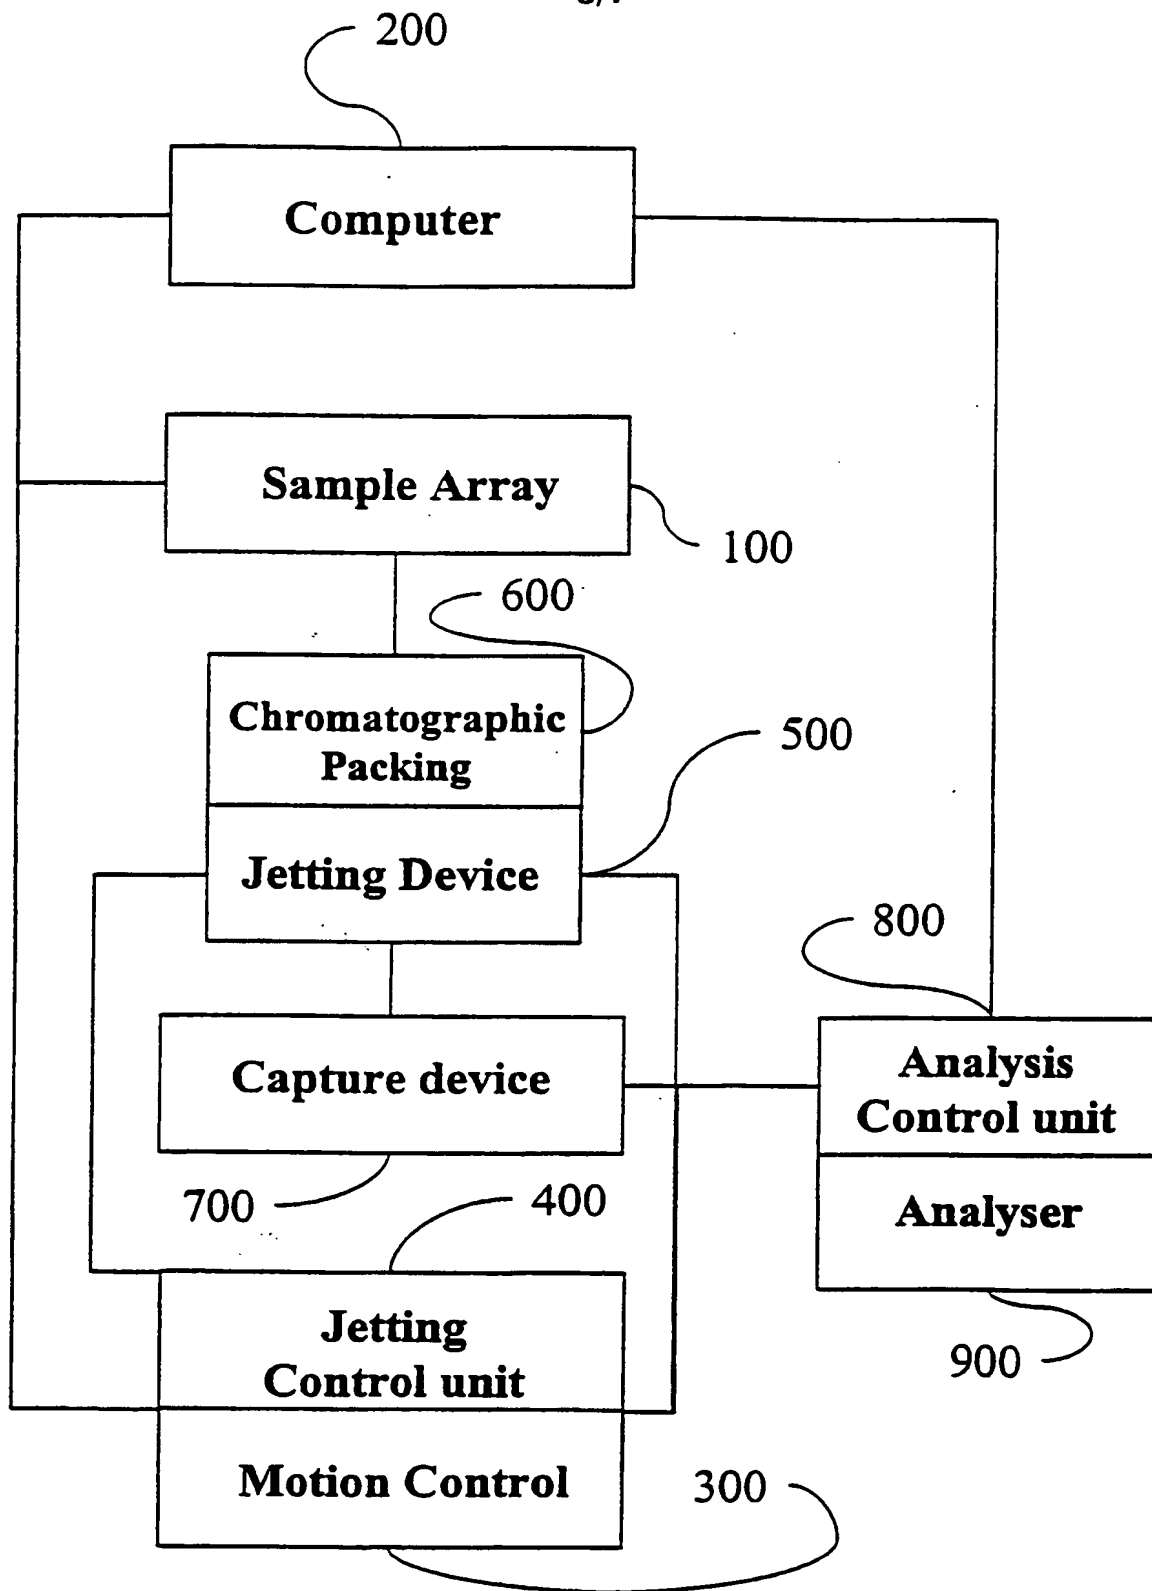 200
Computer
Sample Array
100
600
Chromatographic
Packing
500
Jetting Device
800
Capture device
Analysis
Control unit
700
400
Analyser
Jetting
Control unit
900
Motion Control
300